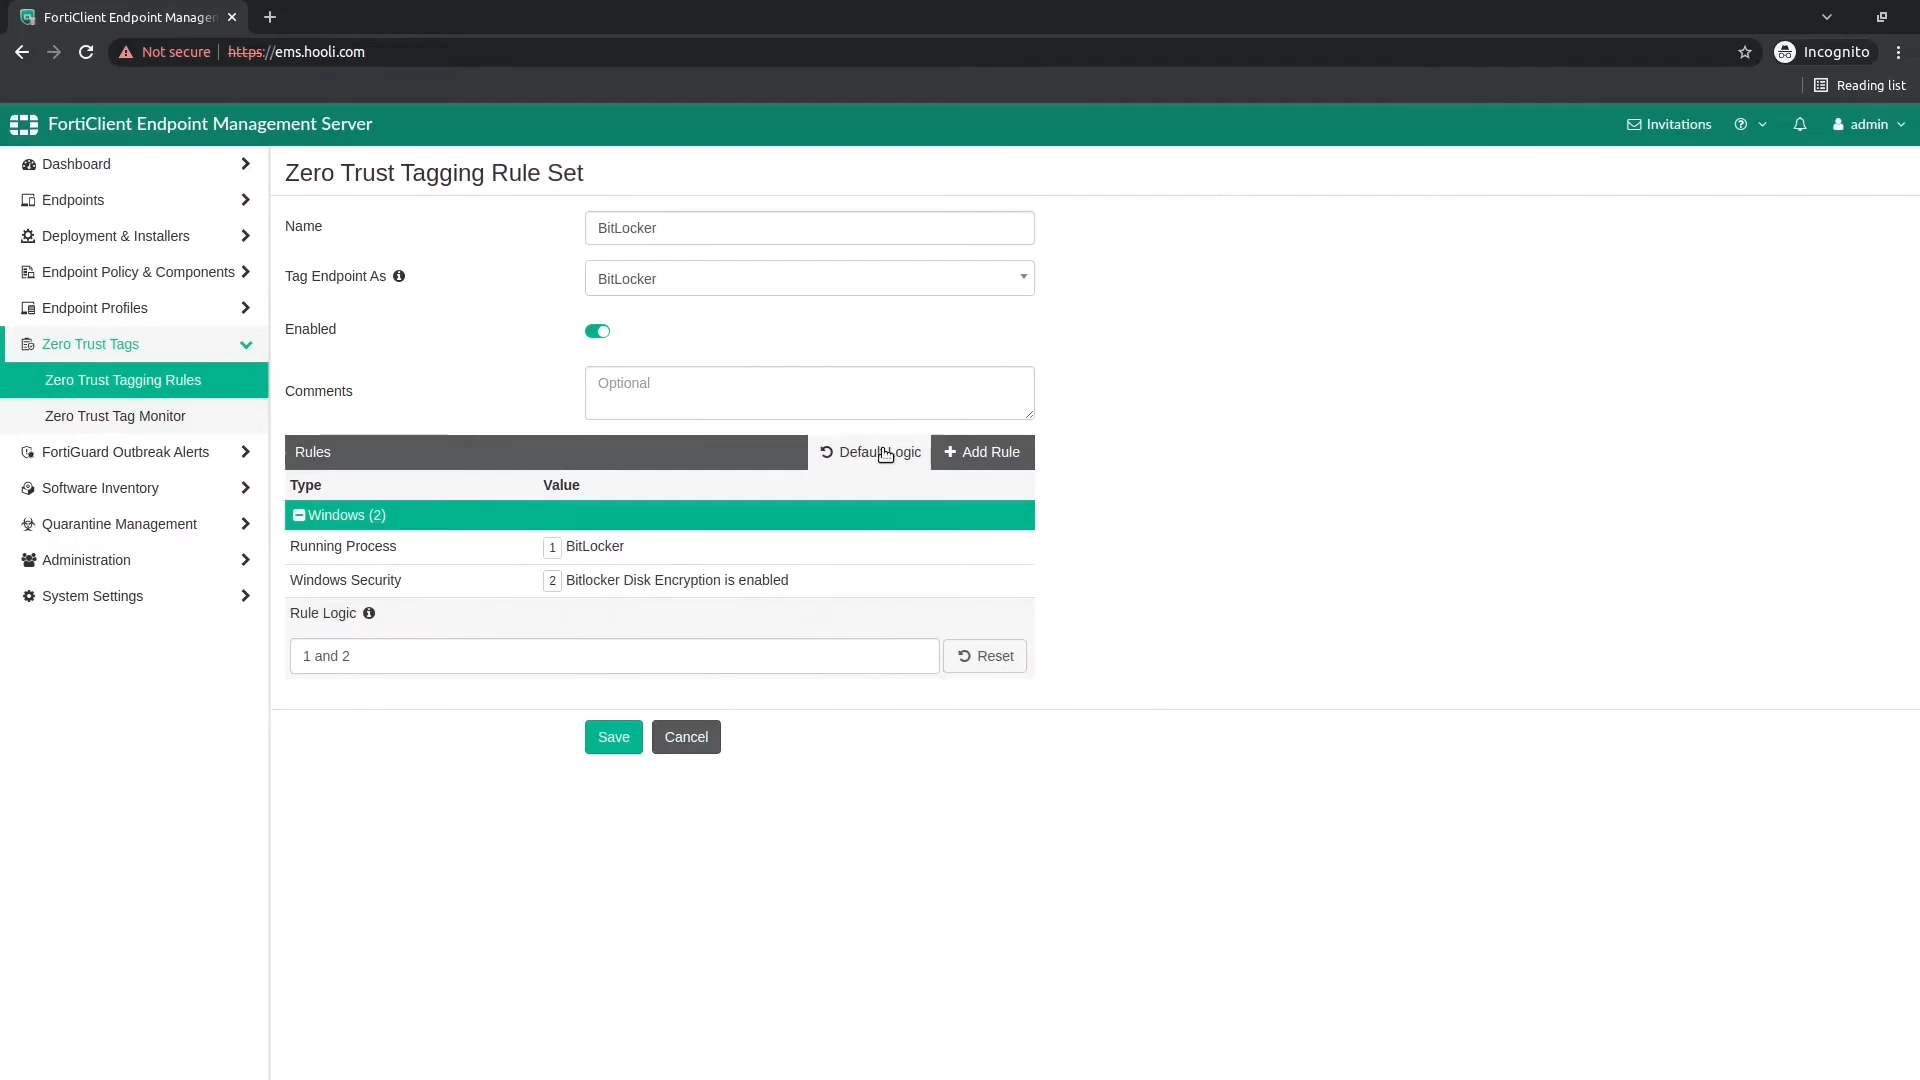 FortiClient Endpoint Manager
Not secure | https://ems.hooli.com
Incognito
Reading list
FortiClient Endpoint Management Server
Invitations
admin
Dashboard
Endpoints
Deployment & Installers
Endpoint Policy & Components
Endpoint Profiles
Zero Trust Tags
Zero Trust Tagging Rules
Zero Trust Tag Monitor
FortiGuard Outbreak Alerts
Software Inventory
Quarantine Management
Administration
System Settings
Zero Trust Tagging Rule Set
Name
BitLocker
Tag Endpoint As
BitLocker
Enabled
Comments
Optional
Rules
Default Logic
Add Rule
Type Value
Windows (2)
Running Process 1 BitLocker
Windows Security 2 Bitlocker Disk Encryption is enabled
Rule Logic
1 and 2
Reset
Save
Cancel